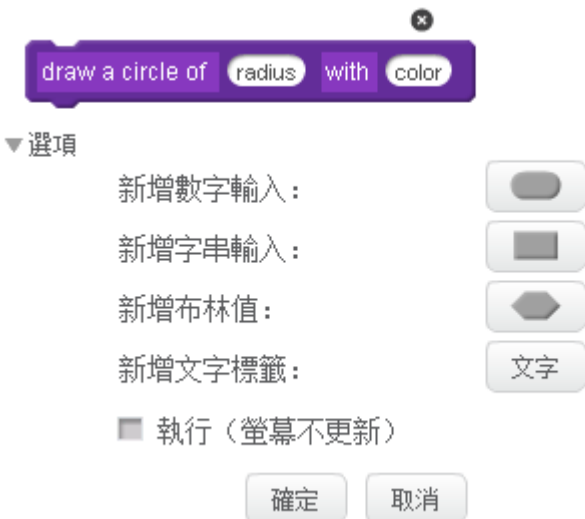 draw a circle of radius with color
選項
新增數字輸入：
新增字串輸入：
新增布林值：
新增文字標籤： 文字
執行（螢幕不更新）
確定 取消